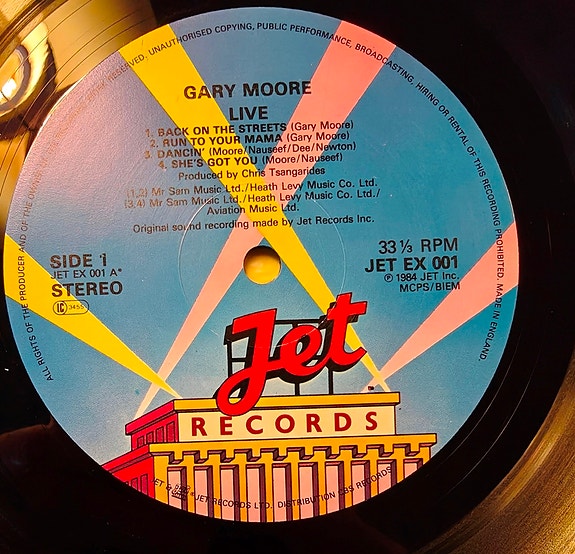 ALL RIGHTS OF THE PRODUCER AND OF THE OWNER RESERVED, UNAUTHORISED COPYING, PUBLIC PERFORMANCE, BROADCASTING, HIRING OR RENTAL OF THIS RECORDING PROHIBITED. MADE IN ENGLAND.
GARY MOORE
LIVE
1. BACK ON THE STREETS (Gary Moore)
2. RUN TO YOUR MAMA (Gary Moore)
3. DANCIN' (Moore/Nauseef/Dee/Newton)
4. SHE'S GOT YOU (Moore/Nauseef)
Produced by Chris Tsangarides
(1,2) Mr Sam Music Ltd./Heath Levy Music Co. Ltd.
(3,4) Mr Sam Music Ltd./Heath Levy Music Co. Ltd./
Aviation Music Ltd.
Original sound recording made by Jet Records Inc.
SIDE 1
JET EX 001 A*
STEREO
LC 3455
33⅓ RPM
JET EX 001
℗ 1984 JET Inc.
MCPS/BIEM
Jet
RECORDS
JET RECORDS LTD. DISTRIBUTION CBS RECORDS